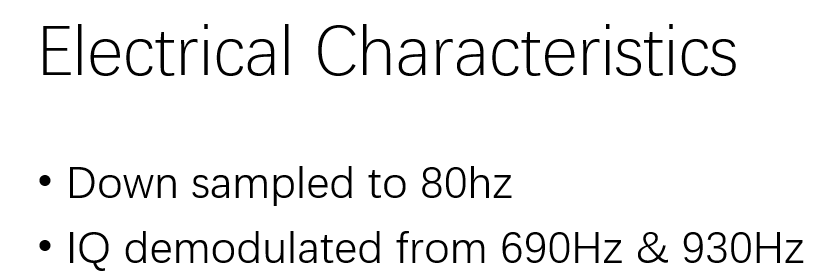 Electrical Characteristics
• Down sampled to 80hz
• IQ demodulated from 690Hz & 930Hz